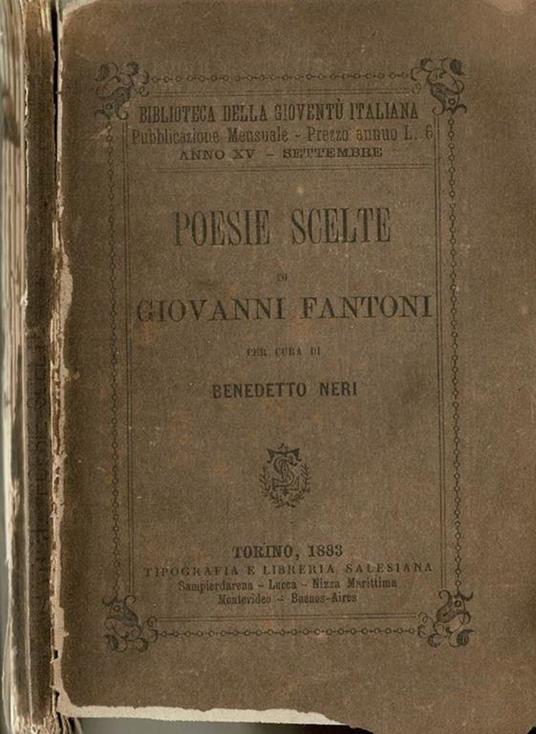 BIBLIOTECA DELLA GIOVENTÙ ITALIANA
Pubblicazione Mensuale - Prezzo annuo L. 6
ANNO XV - SETTEMBRE
POESIE SCELTE
DI
GIOVANNI FANTONI
PER CURA DI
BENEDETTO NERI
TORINO, 1883
TIPOGRAFIA E LIBRERIA SALESIANA
Sampierdarena - Lucca - Nizza Marittima
Montevideo - Buenos-Aires